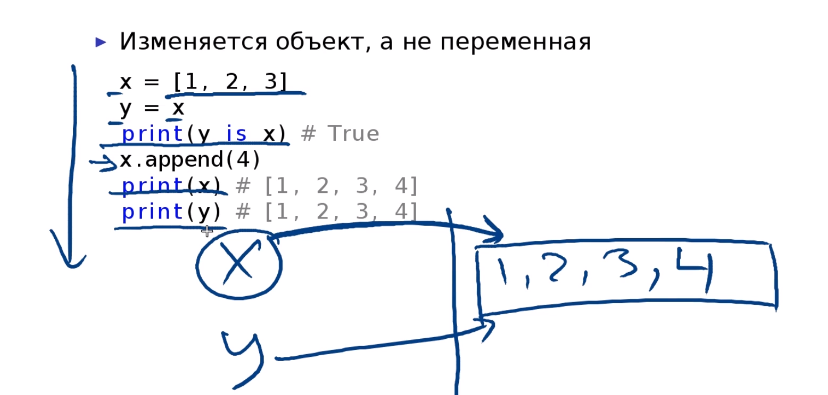 ▸ Изменяется объект, а не переменная
x = [1, 2, 3]
y = x
print(y is x) # True
x.append(4)
print(x) # [1, 2, 3, 4]
print(y) # [1, 2, 3, 4]
X
1, 2, 3, 4
y